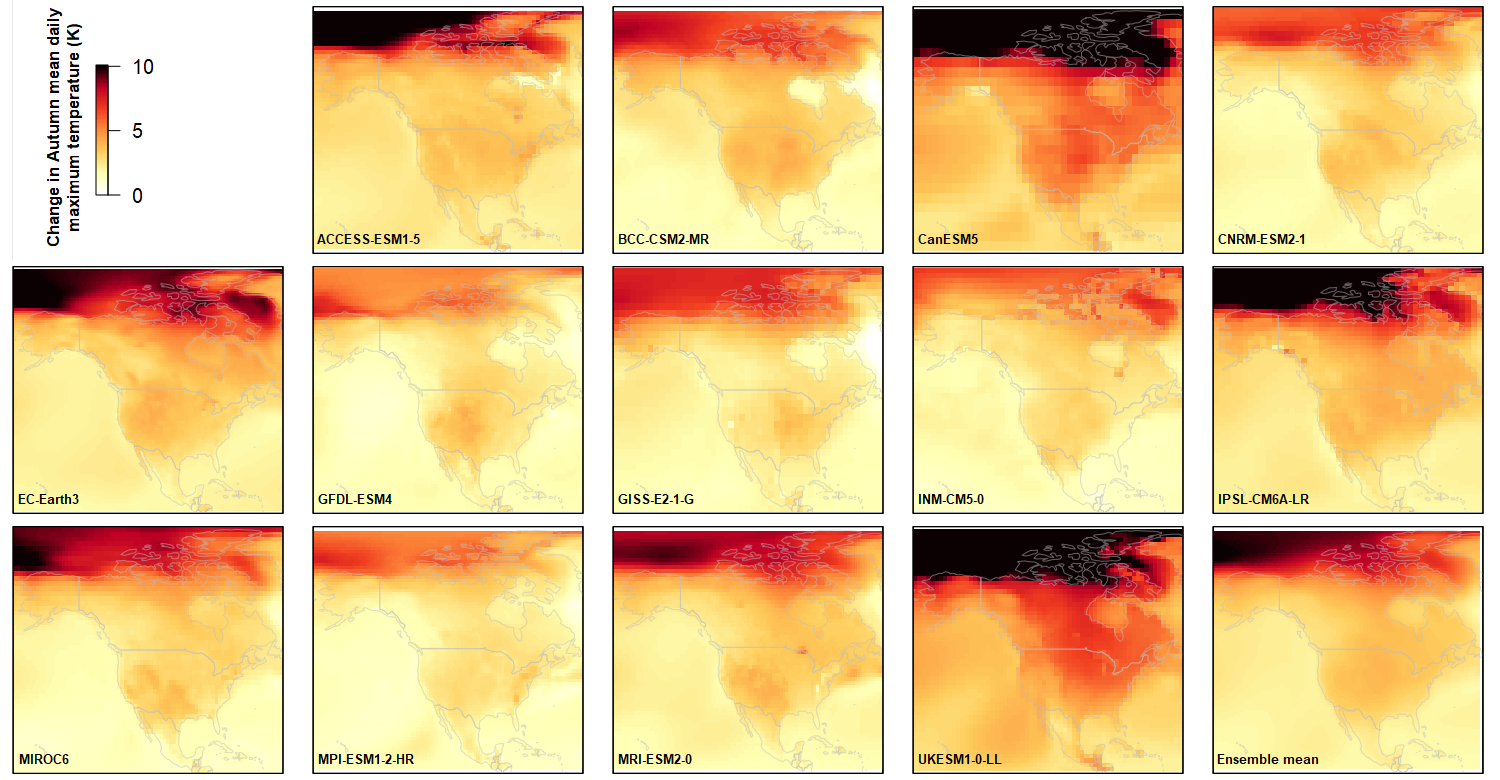 Change in Autumn mean daily
maximum temperature (K)
10
5
0
ACCESS-ESM1-5
BCC-CSM2-MR
CanESM5
CNRM-ESM2-1
EC-Earth3
GFDL-ESM4
GISS-E2-1-G
INM-CM5-0
IPSL-CM6A-LR
MIROC6
MPI-ESM1-2-HR
MRI-ESM2-0
UKESM1-0-LL
Ensemble mean